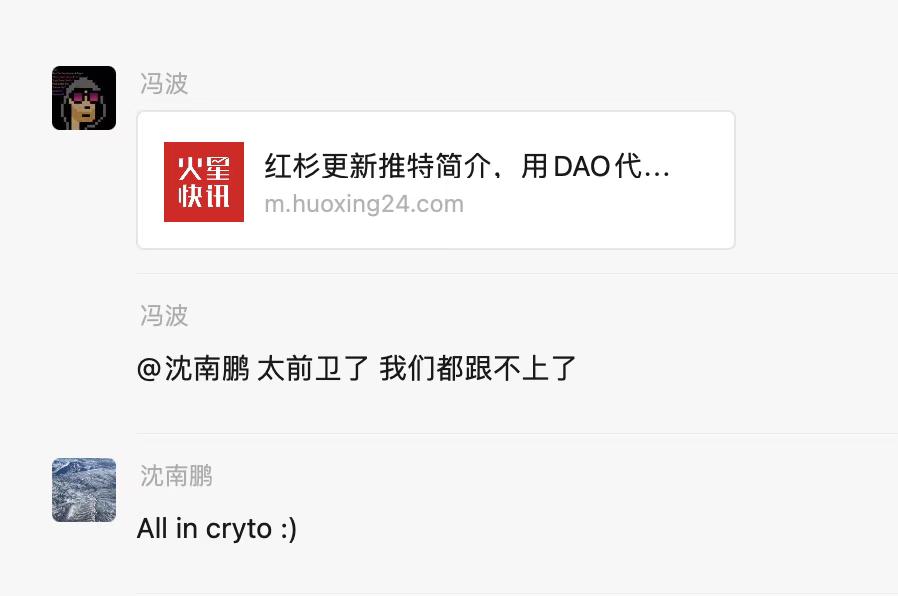 冯波
火星
快讯
红杉更新推特简介，用DAO代...
m.huoxing24.com
冯波
@沈南鹏 太前卫了 我们都跟不上了
沈南鹏
All in cryto :)